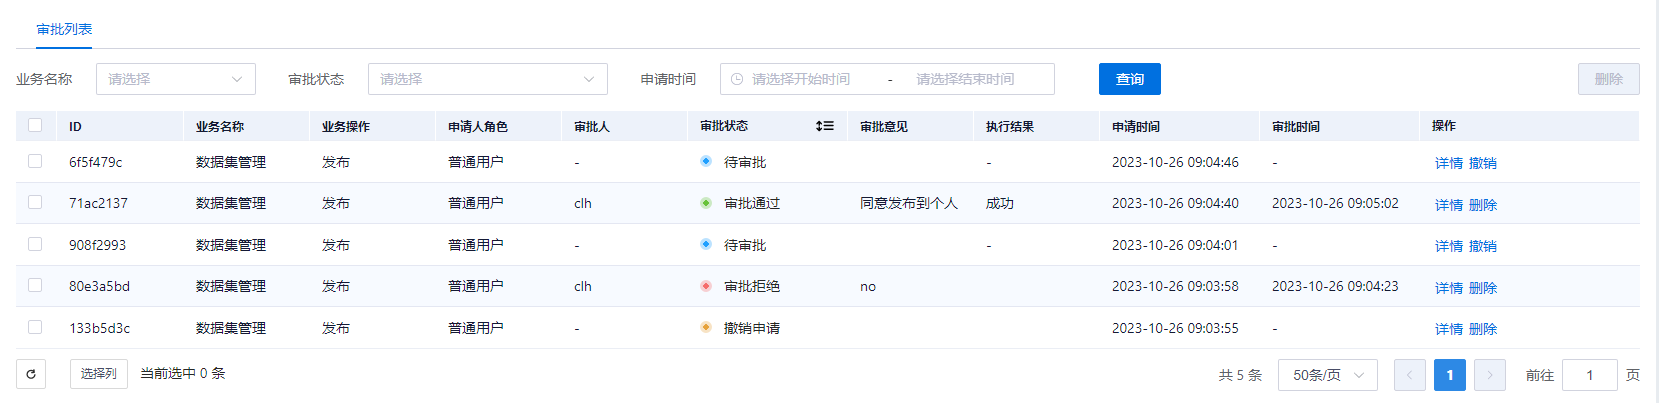 审批列表
业务名称 请选择 审批状态 请选择 申请时间 请选择开始时间 - 请选择结束时间 查询 删除
ID 业务名称 业务操作 申请人角色 审批人 审批状态 审批意见 执行结果 申请时间 审批时间 操作
6f5f479c 数据集管理 发布 普通用户 - 待审批 - 2023-10-26 09:04:46 - 详情 撤销
71ac2137 数据集管理 发布 普通用户 clh 审批通过 同意发布到个人 成功 2023-10-26 09:04:40 2023-10-26 09:05:02 详情 删除
908f2993 数据集管理 发布 普通用户 - 待审批 - 2023-10-26 09:04:01 - 详情 撤销
80e3a5bd 数据集管理 发布 普通用户 clh 审批拒绝 no 2023-10-26 09:03:58 2023-10-26 09:04:23 详情 删除
133b5d3c 数据集管理 发布 普通用户 - 撤销申请 2023-10-26 09:03:55 - 详情 删除
选择列 当前选中 0 条 共 5 条 50条/页 1 前往 1 页